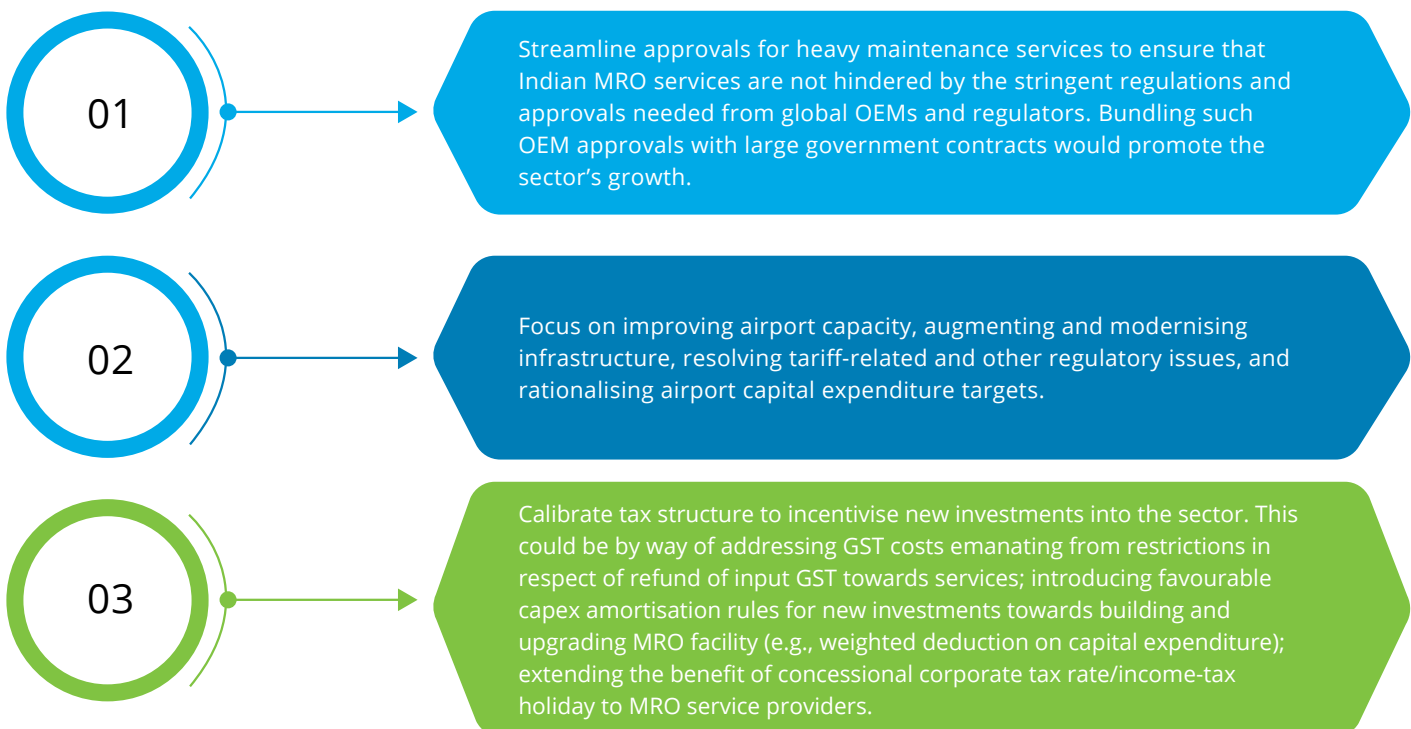 01
Streamline approvals for heavy maintenance services to ensure that
Indian MRO services are not hindered by the stringent regulations and
approvals needed from global OEMs and regulators. Bundling such
OEM approvals with large government contracts would promote the
sector’s growth.
02
Focus on improving airport capacity, augmenting and modernising
infrastructure, resolving tariff-related and other regulatory issues, and
rationalising airport capital expenditure targets.
03
Calibrate tax structure to incentivise new investments into the sector. This
could be by way of addressing GST costs emanating from restrictions in
respect of refund of input GST towards services; introducing favourable
capex amortisation rules for new investments towards building and
upgrading MRO facility (e.g., weighted deduction on capital expenditure);
extending the benefit of concessional corporate tax rate/income-tax
holiday to MRO service providers.